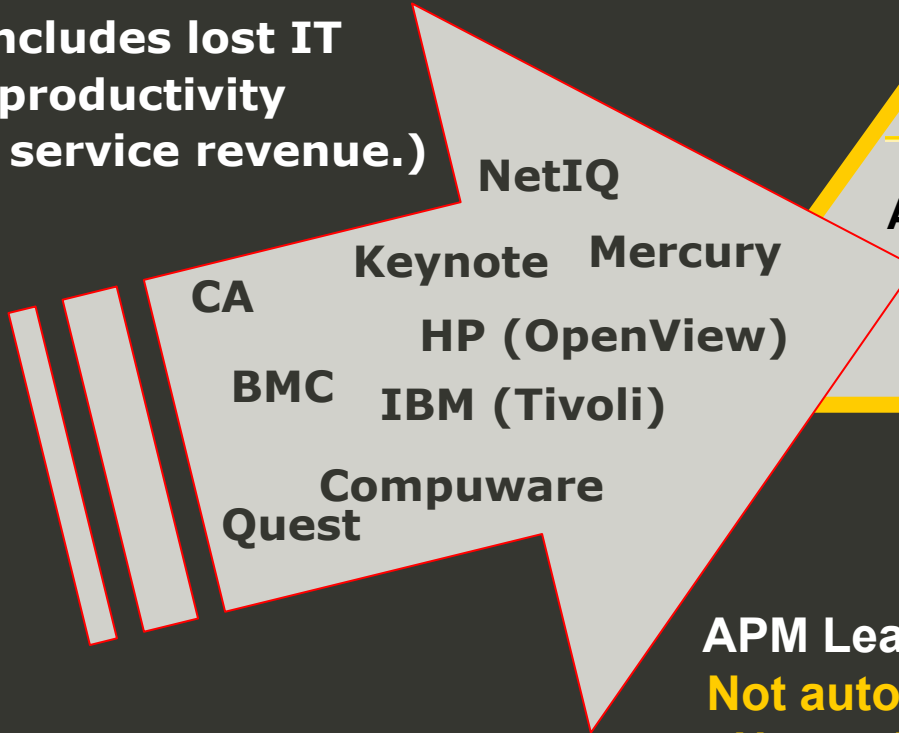 ncludes lost IT
productivity
service revenue.)
NetIQ
Keynote Mercury
CA
HP (OpenView)
BMC
IBM (Tivoli)
Compuware
Quest
APM Lea
Not auto